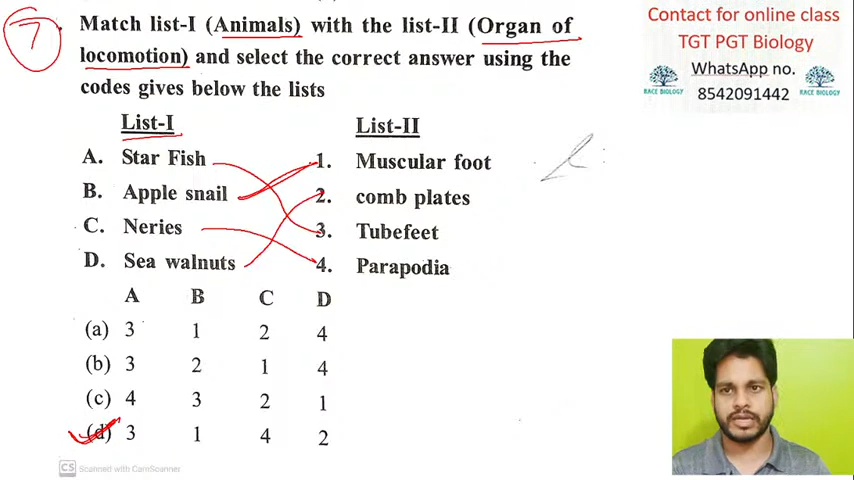 7
Match list-I (Animals) with the list-II (Organ of
locomotion) and select the correct answer using the
codes gives below the lists
List-I List-II
A. Star Fish 1. Muscular foot
B. Apple snail 2. comb plates
C. Neries 3. Tubefeet
D. Sea walnuts 4. Parapodia
A B C D
(a) 3 1 2 4
(b) 3 2 1 4
(c) 4 3 2 1
(d) 3 1 4 2
CS Scanned with CamScanner
Contact for online class
TGT PGT Biology
WhatsApp no.
8542091442
RACE BIOLOGY RACE BIOLOGY